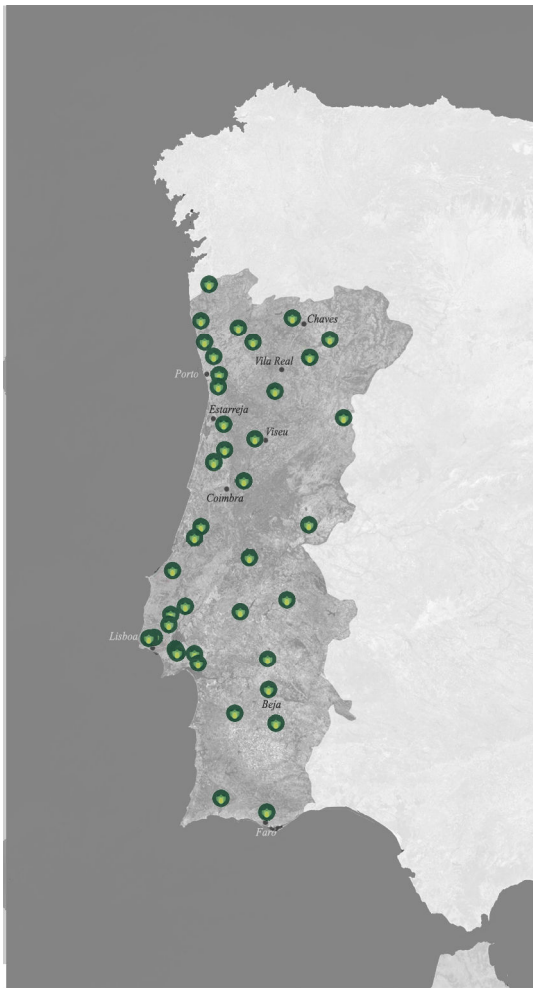 Chaves
Vila Real
Porto
Estarreja
Viseu
Coimbra
Lisboa
Beja
Faro